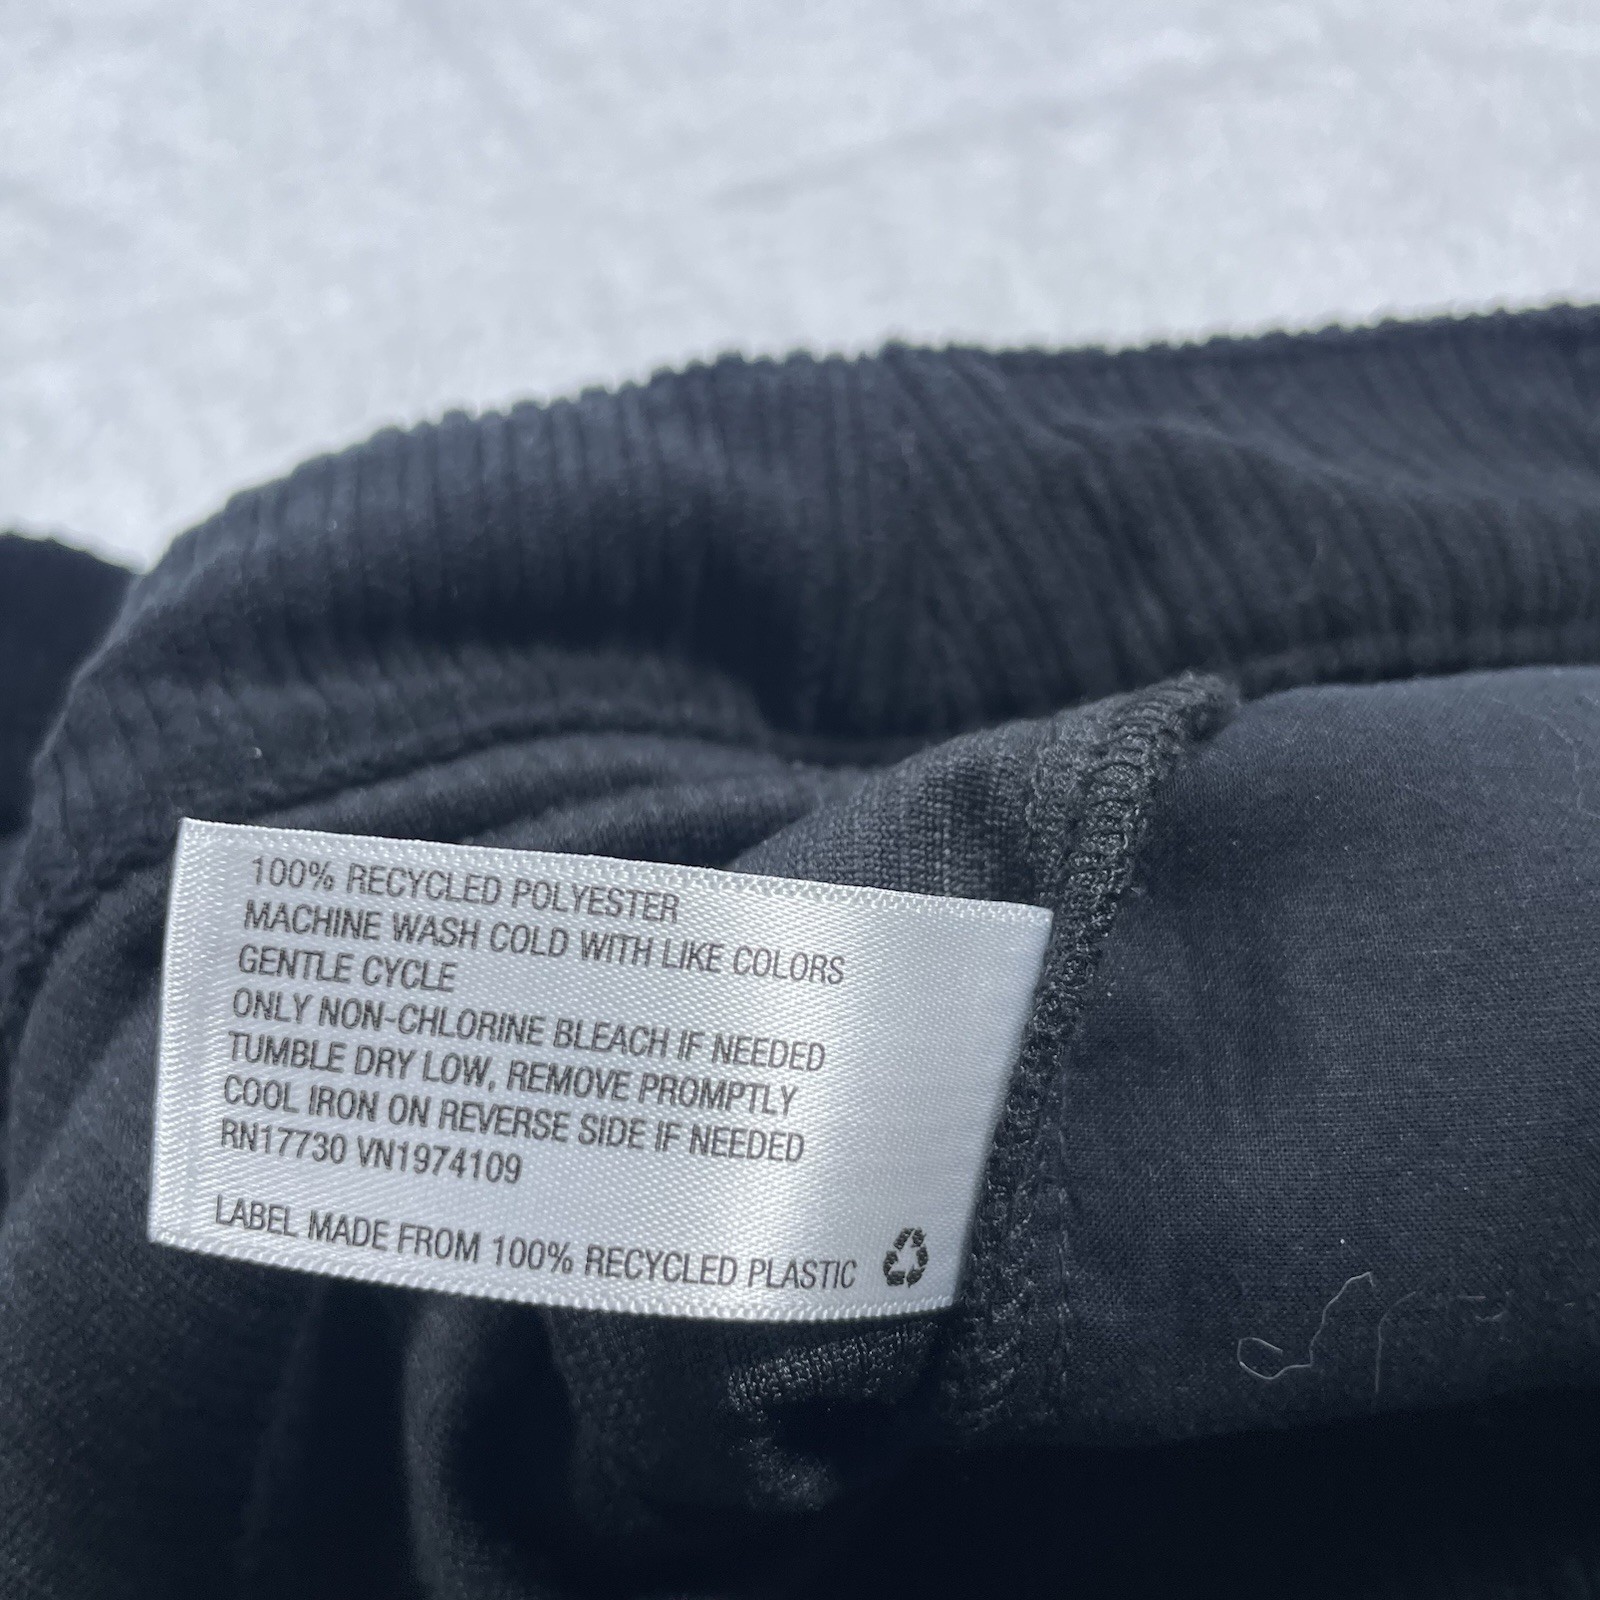 100% RECYCLED POLYESTER
MACHINE WASH COLD WITH LIKE COLORS
GENTLE CYCLE
ONLY NON-CHLORINE BLEACH IF NEEDED
TUMBLE DRY LOW, REMOVE PROMPTLY
COOL IRON ON REVERSE SIDE IF NEEDED
RN17730 VN1974109
LABEL MADE FROM 100% RECYCLED PLASTIC